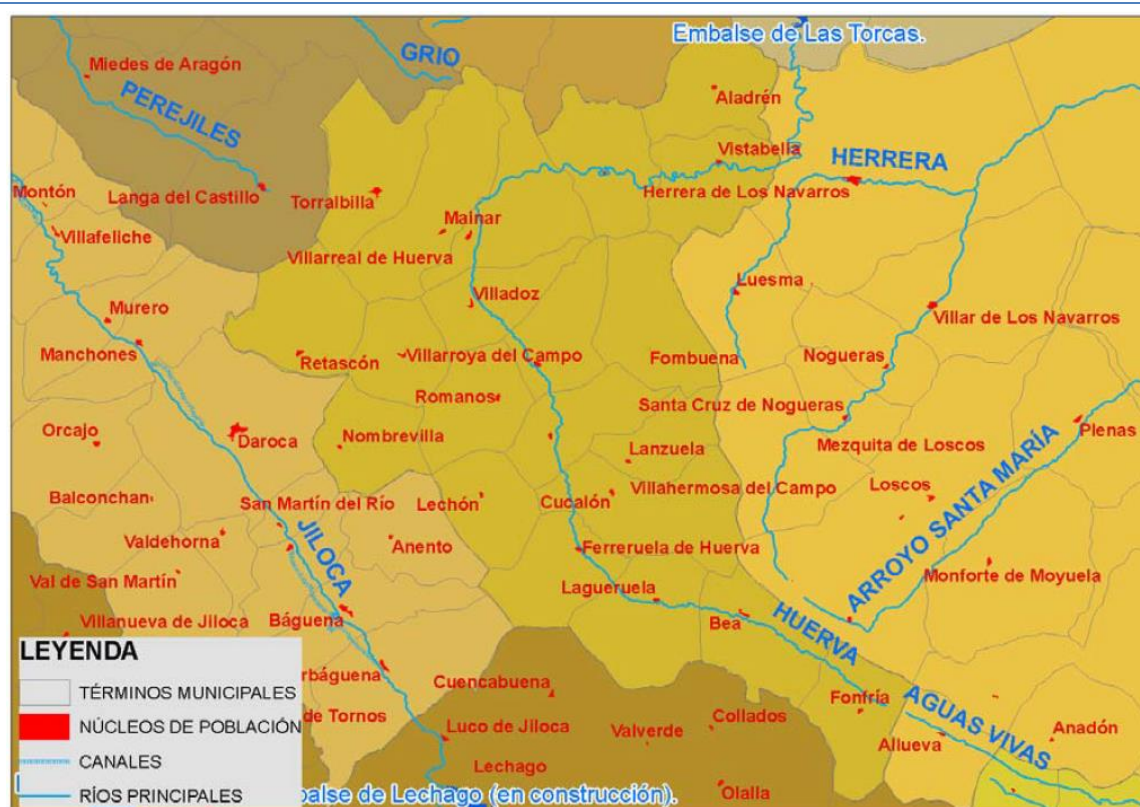 Embalse de Las Torcas.
GRIO
Miedes de Aragón
PEREJILES
Aladrén
Vistabella
HERRERA
Montón
Langa del Castillo
Torralbilla
Herrera de Los Navarros
Villafeliche
Mainar
Villarreal de Huerva
Luesma
Murero
Villadoz
Villar de Los Navarros
Manchones
Retascón
Villarroya del Campo
Fombuena
Nogueras
Romanos
Santa Cruz de Nogueras
Orcajo
Daroca
Nombrevilla
Lanzuela
Mezquita de Loscos
Plenas
Balconchan
San Martín del Río
Lechón
Cucalón
Villahermosa del Campo
Loscos
ARROYO SANTA MARÍA
Valdehorna
JILOCA
Anento
Ferreruela de Huerva
Val de San Martín
Lagueruela
Monforte de Moyuela
Villanueva de Jiloca
Báguena
Bea
HUERVA
LEYENDA
rbáguena
Cuencabuena
Fonfría
AGUAS VIVAS
TÉRMINOS MUNICIPALES
NÚCLEOS DE POBLACIÓN
de Tornos
Luco de Jiloca
Valverde
Collados
Allueva
Anadón
CANALES
Lechago
RÍOS PRINCIPALES
balse de Lechago (en construcción).
Olalla